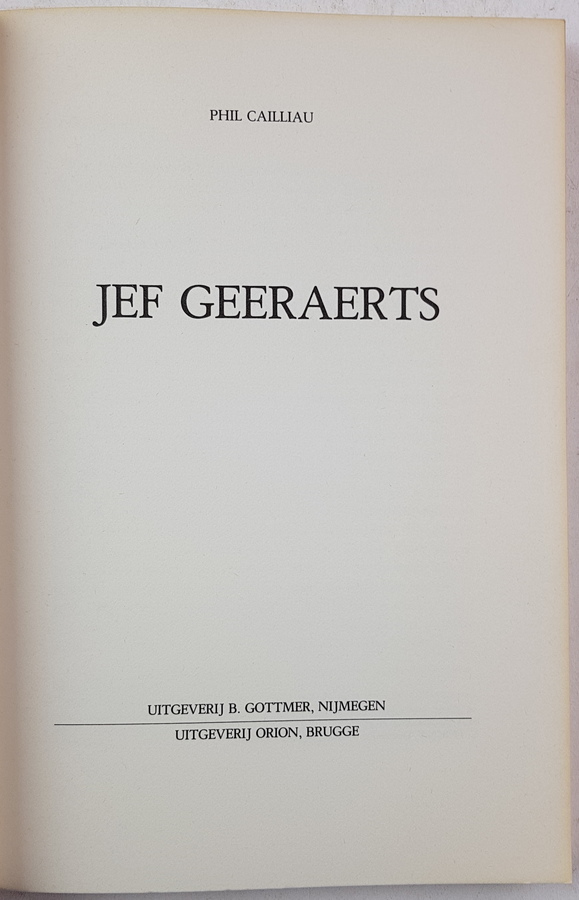 PHIL CAILLIAU
JEF GEERAERTS
UITGEVERIJ B. GOTTMER, NIJMEGEN
UITGEVERIJ ORION, BRUGGE